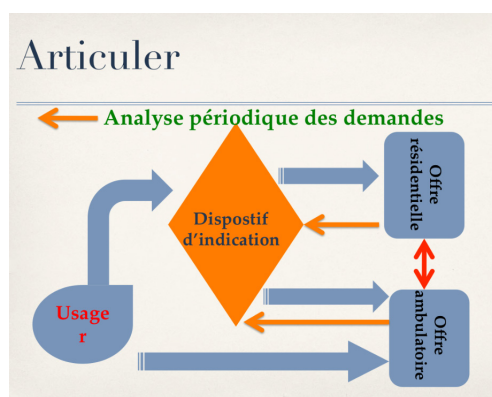 Articuler
Analyse périodique des demandes
Offre
résidentielle
Dispostif
d'indication
Usage
r
Offre
ambulatoire